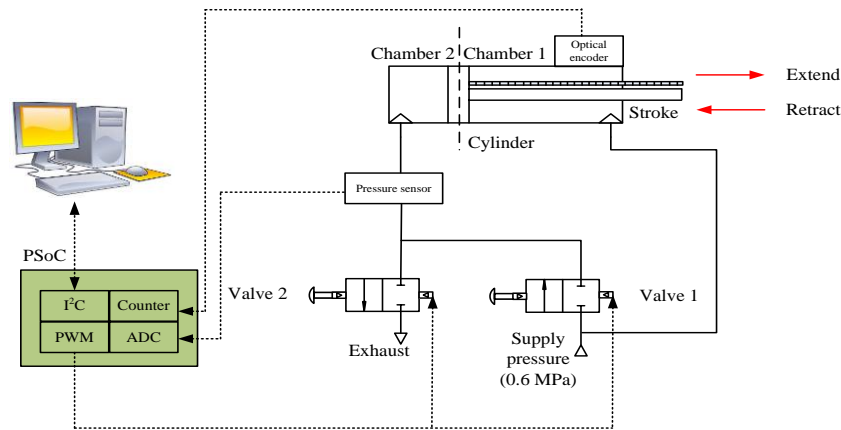 Optical
encoder
Chamber 2
Chamber 1
Extend
Stroke
Retract
Cylinder
Pressure sensor
PSoC
I²C
Counter
PWM
ADC
Valve 2
Valve 1
Exhaust
Supply
pressure
(0.6 MPa)